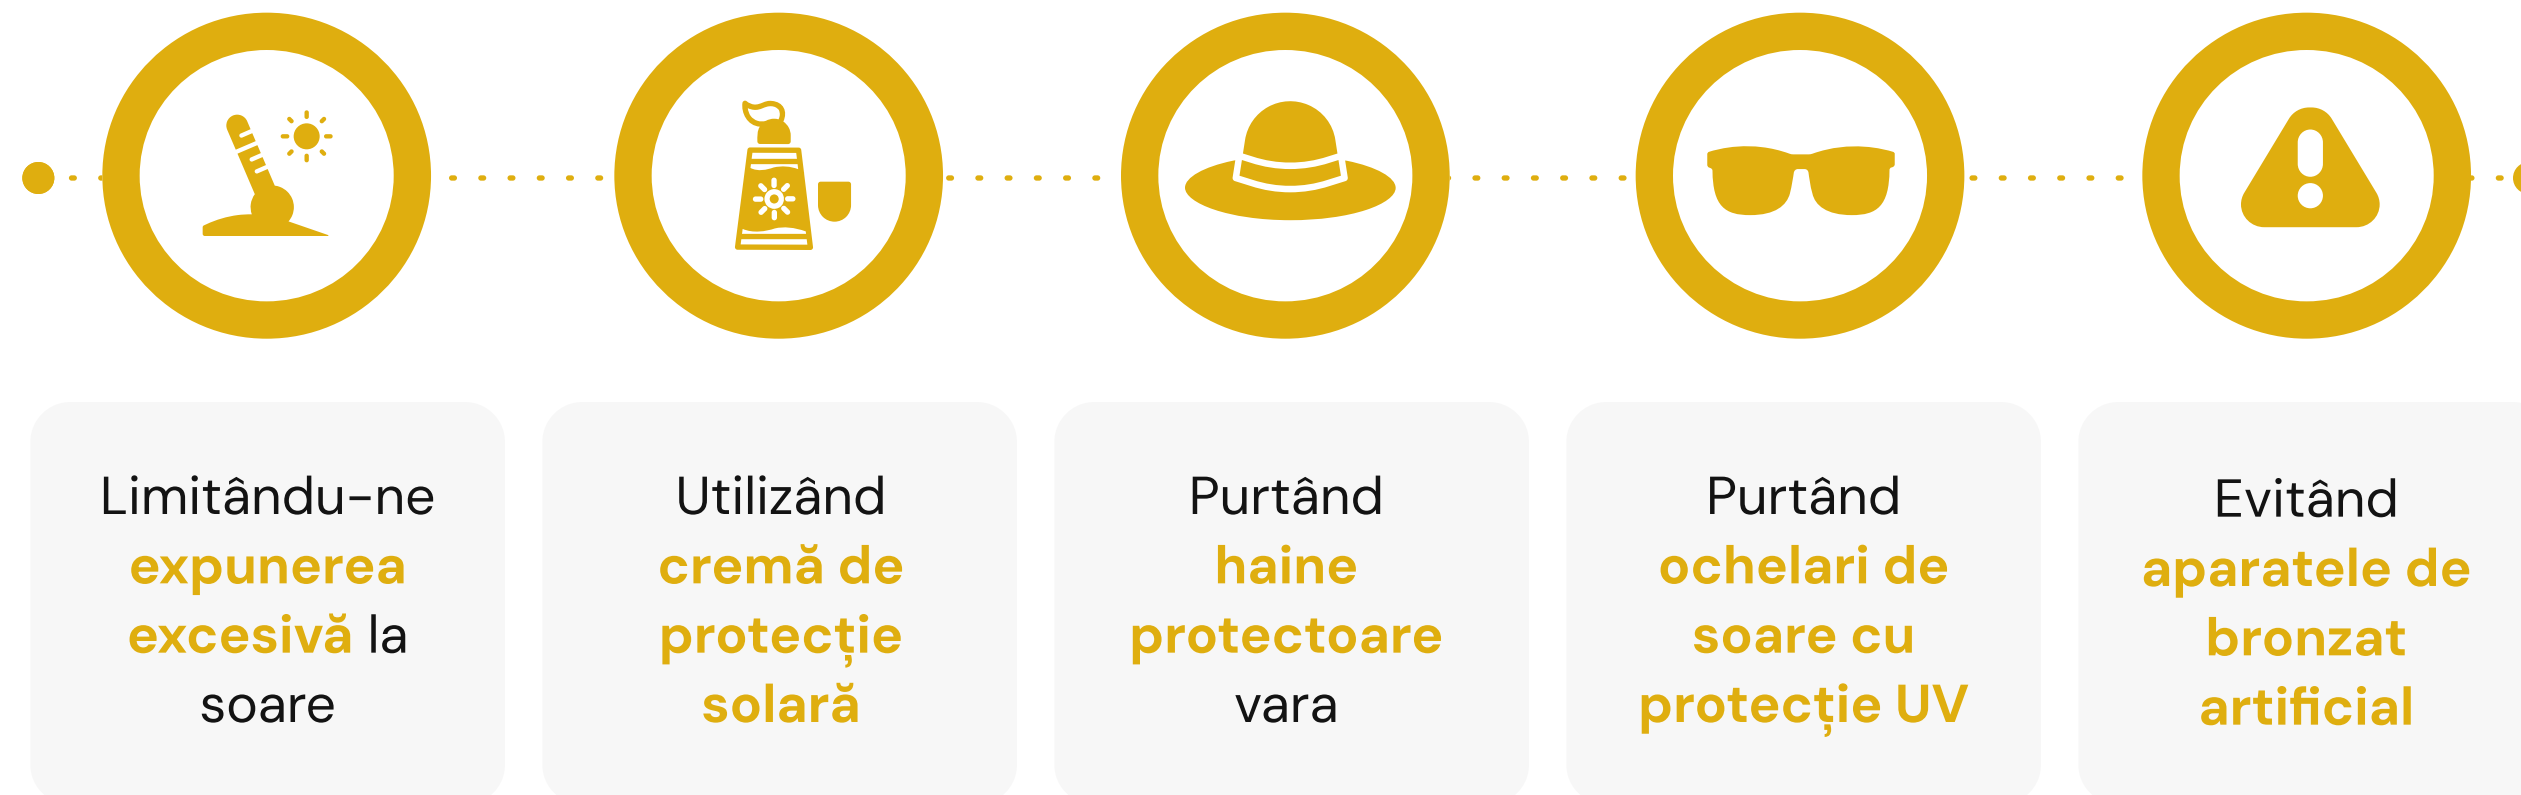 Limitându-ne
expunerea
excesivă la
soare
Utilizând
cremă de
protecție
solară
Purtând
haine
protectoare
vara
Purtând
ochelari de
soare cu
protecție UV
Evitând
aparatele de
bronzat
artificial